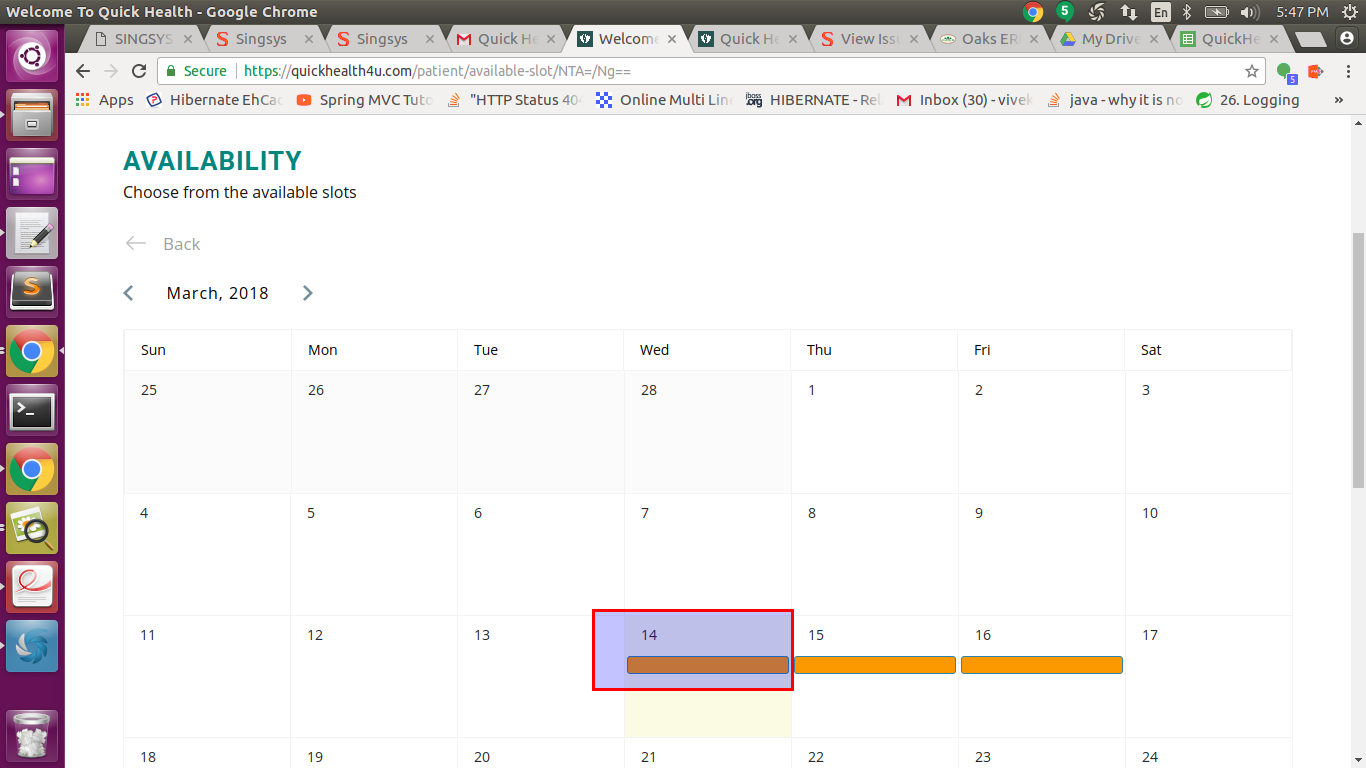 Welcome To Quick Health - Google Chrome
5 En 5:47 PM
SINGSYS Singsys Singsys Quick He Welcome Quick He View Issu Oaks ER My Drive QuickHe
Secure https://quickhealth4u.com/patient/available-slot/NTA=/Ng== 5
Apps Hibernate EhCac Spring MVC Tuto "HTTP Status 404 Online Multi Line HIBERNATE - Rel Inbox (30) - vivek java - why it is no 26. Logging »
AVAILABILITY
Choose from the available slots
Back
March, 2018
Sun Mon Tue Wed Thu Fri Sat
25 26 27 28 1 2 3
4 5 6 7 8 9 10
11 12 13 14 15 16 17
18 19 20 21 22 23 24